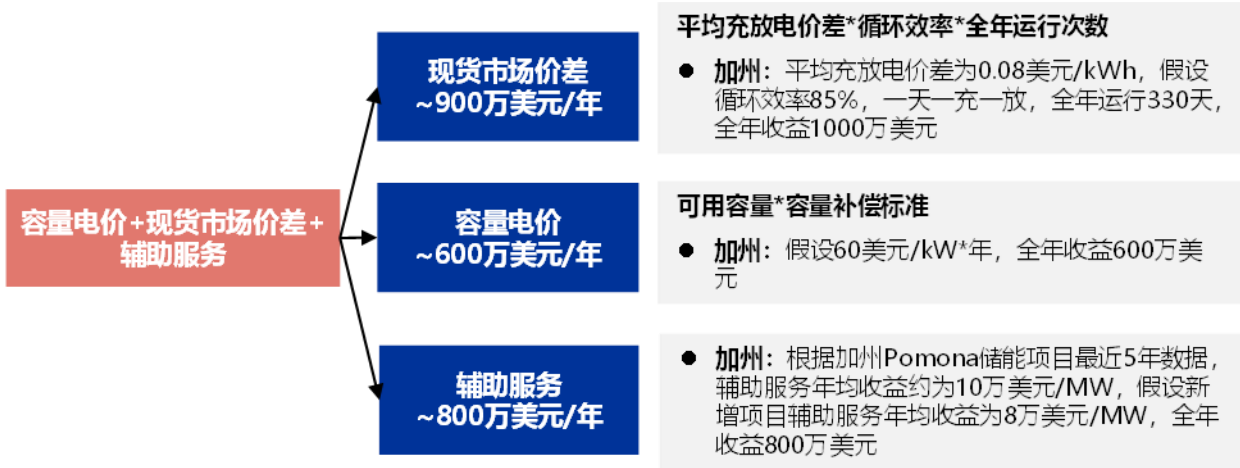 容量电价+现货市场价差+
辅助服务
现货市场价差
~900万美元/年
容量电价
~600万美元/年
辅助服务
~800万美元/年
平均充放电价差*循环效率*全年运行次数
● 加州：平均充放电价差为0.08美元/kWh，假设
循环效率85%，一天一充一放，全年运行330天，
全年收益1000万美元
可用容量*容量补偿标准
● 加州：假设60美元/kW*年，全年收益600万美
元
● 加州：根据加州Pomona储能项目最近5年数据，
辅助服务年均收益约为10万美元/MW，假设新
增项目辅助服务年均收益为8万美元/MW，全年
收益800万美元